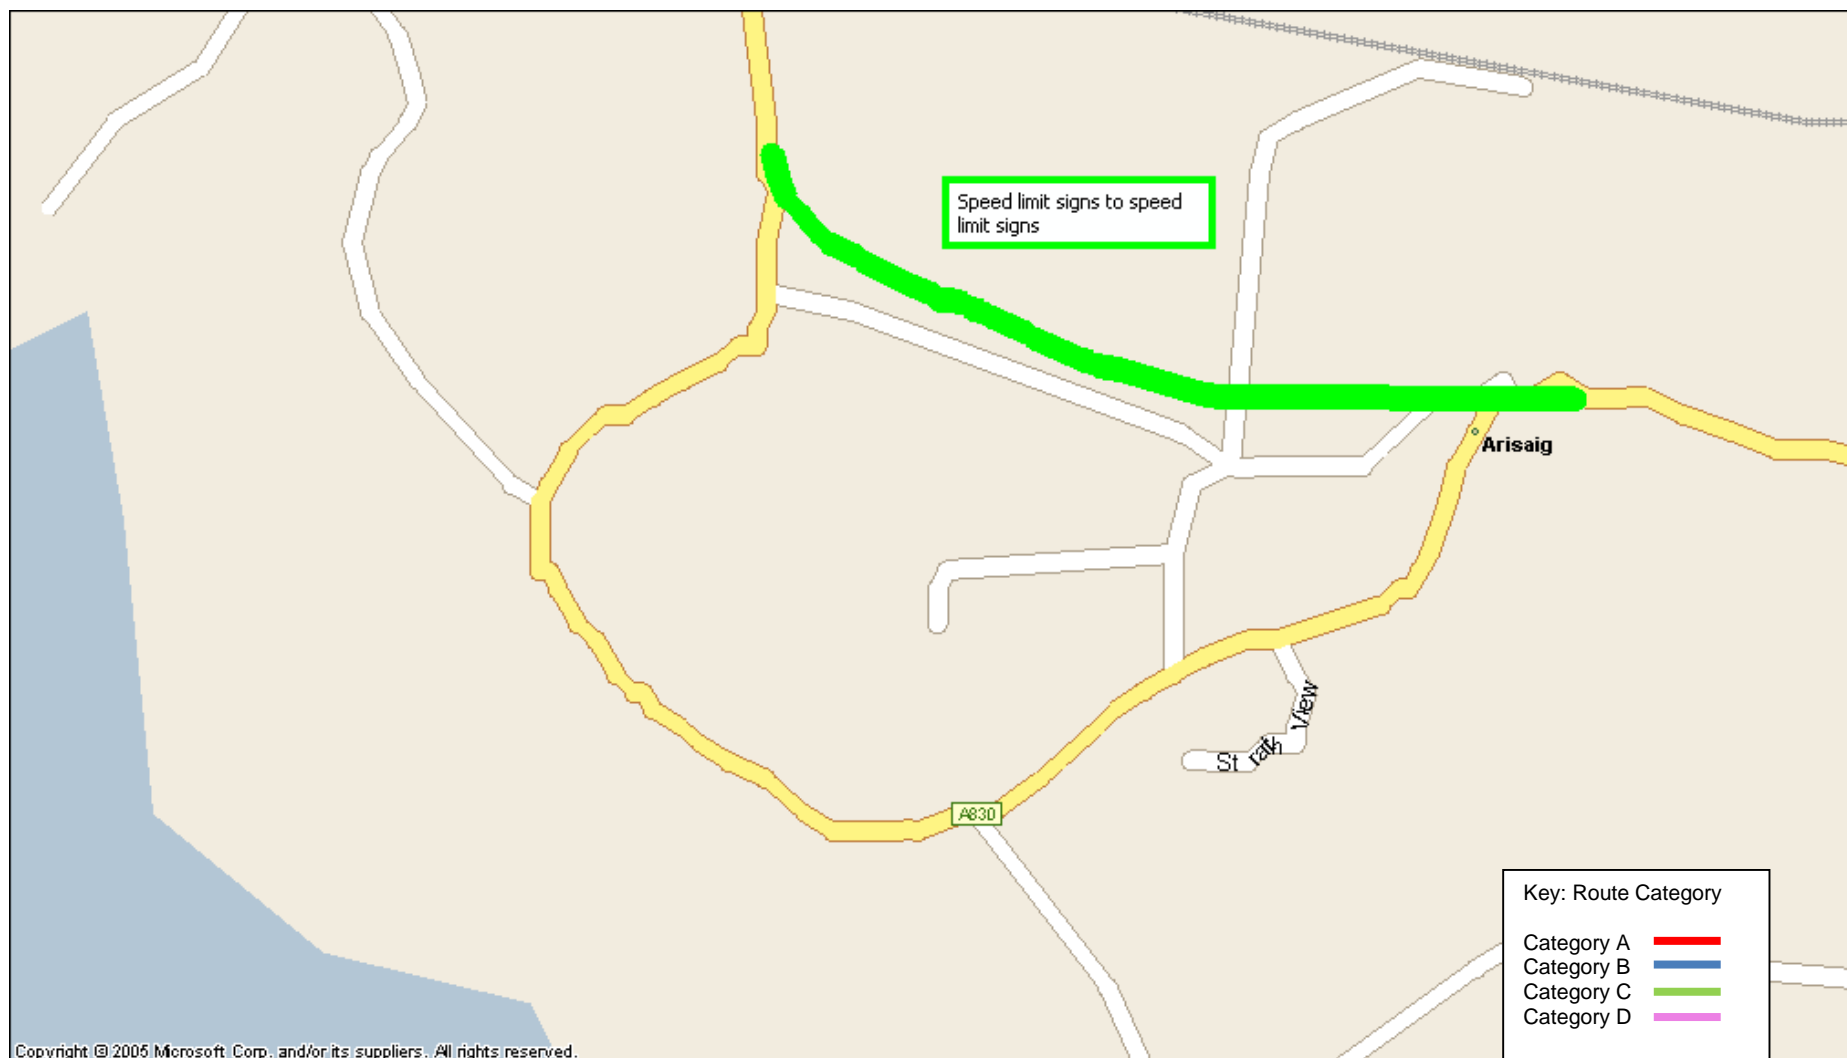 Speed limit signs to speed
limit signs
Arisaig
Strath View
A830
Key: Route Category
Category A
Category B
Category C
Category D
Copyright © 2005 Microsoft Corp. and/or its suppliers. All rights reserved.